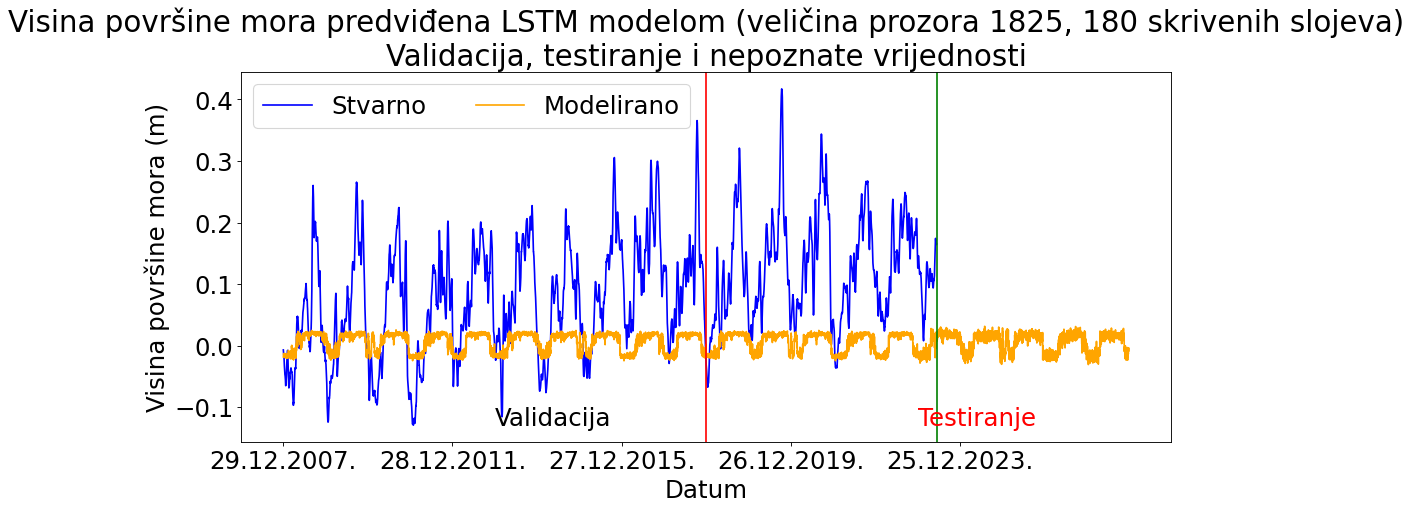 Visina površine mora predviđena LSTM modelom (veličina prozora 1825, 180 skrivenih slojeva)
Validacija, testiranje i nepoznate vrijednosti
Stvarno
Modelirano
Visina površine mora (m)
0.4
0.3
0.2
0.1
0.0
−0.1
Validacija
Testiranje
29.12.2007.
28.12.2011.
27.12.2015.
26.12.2019.
25.12.2023.
Datum